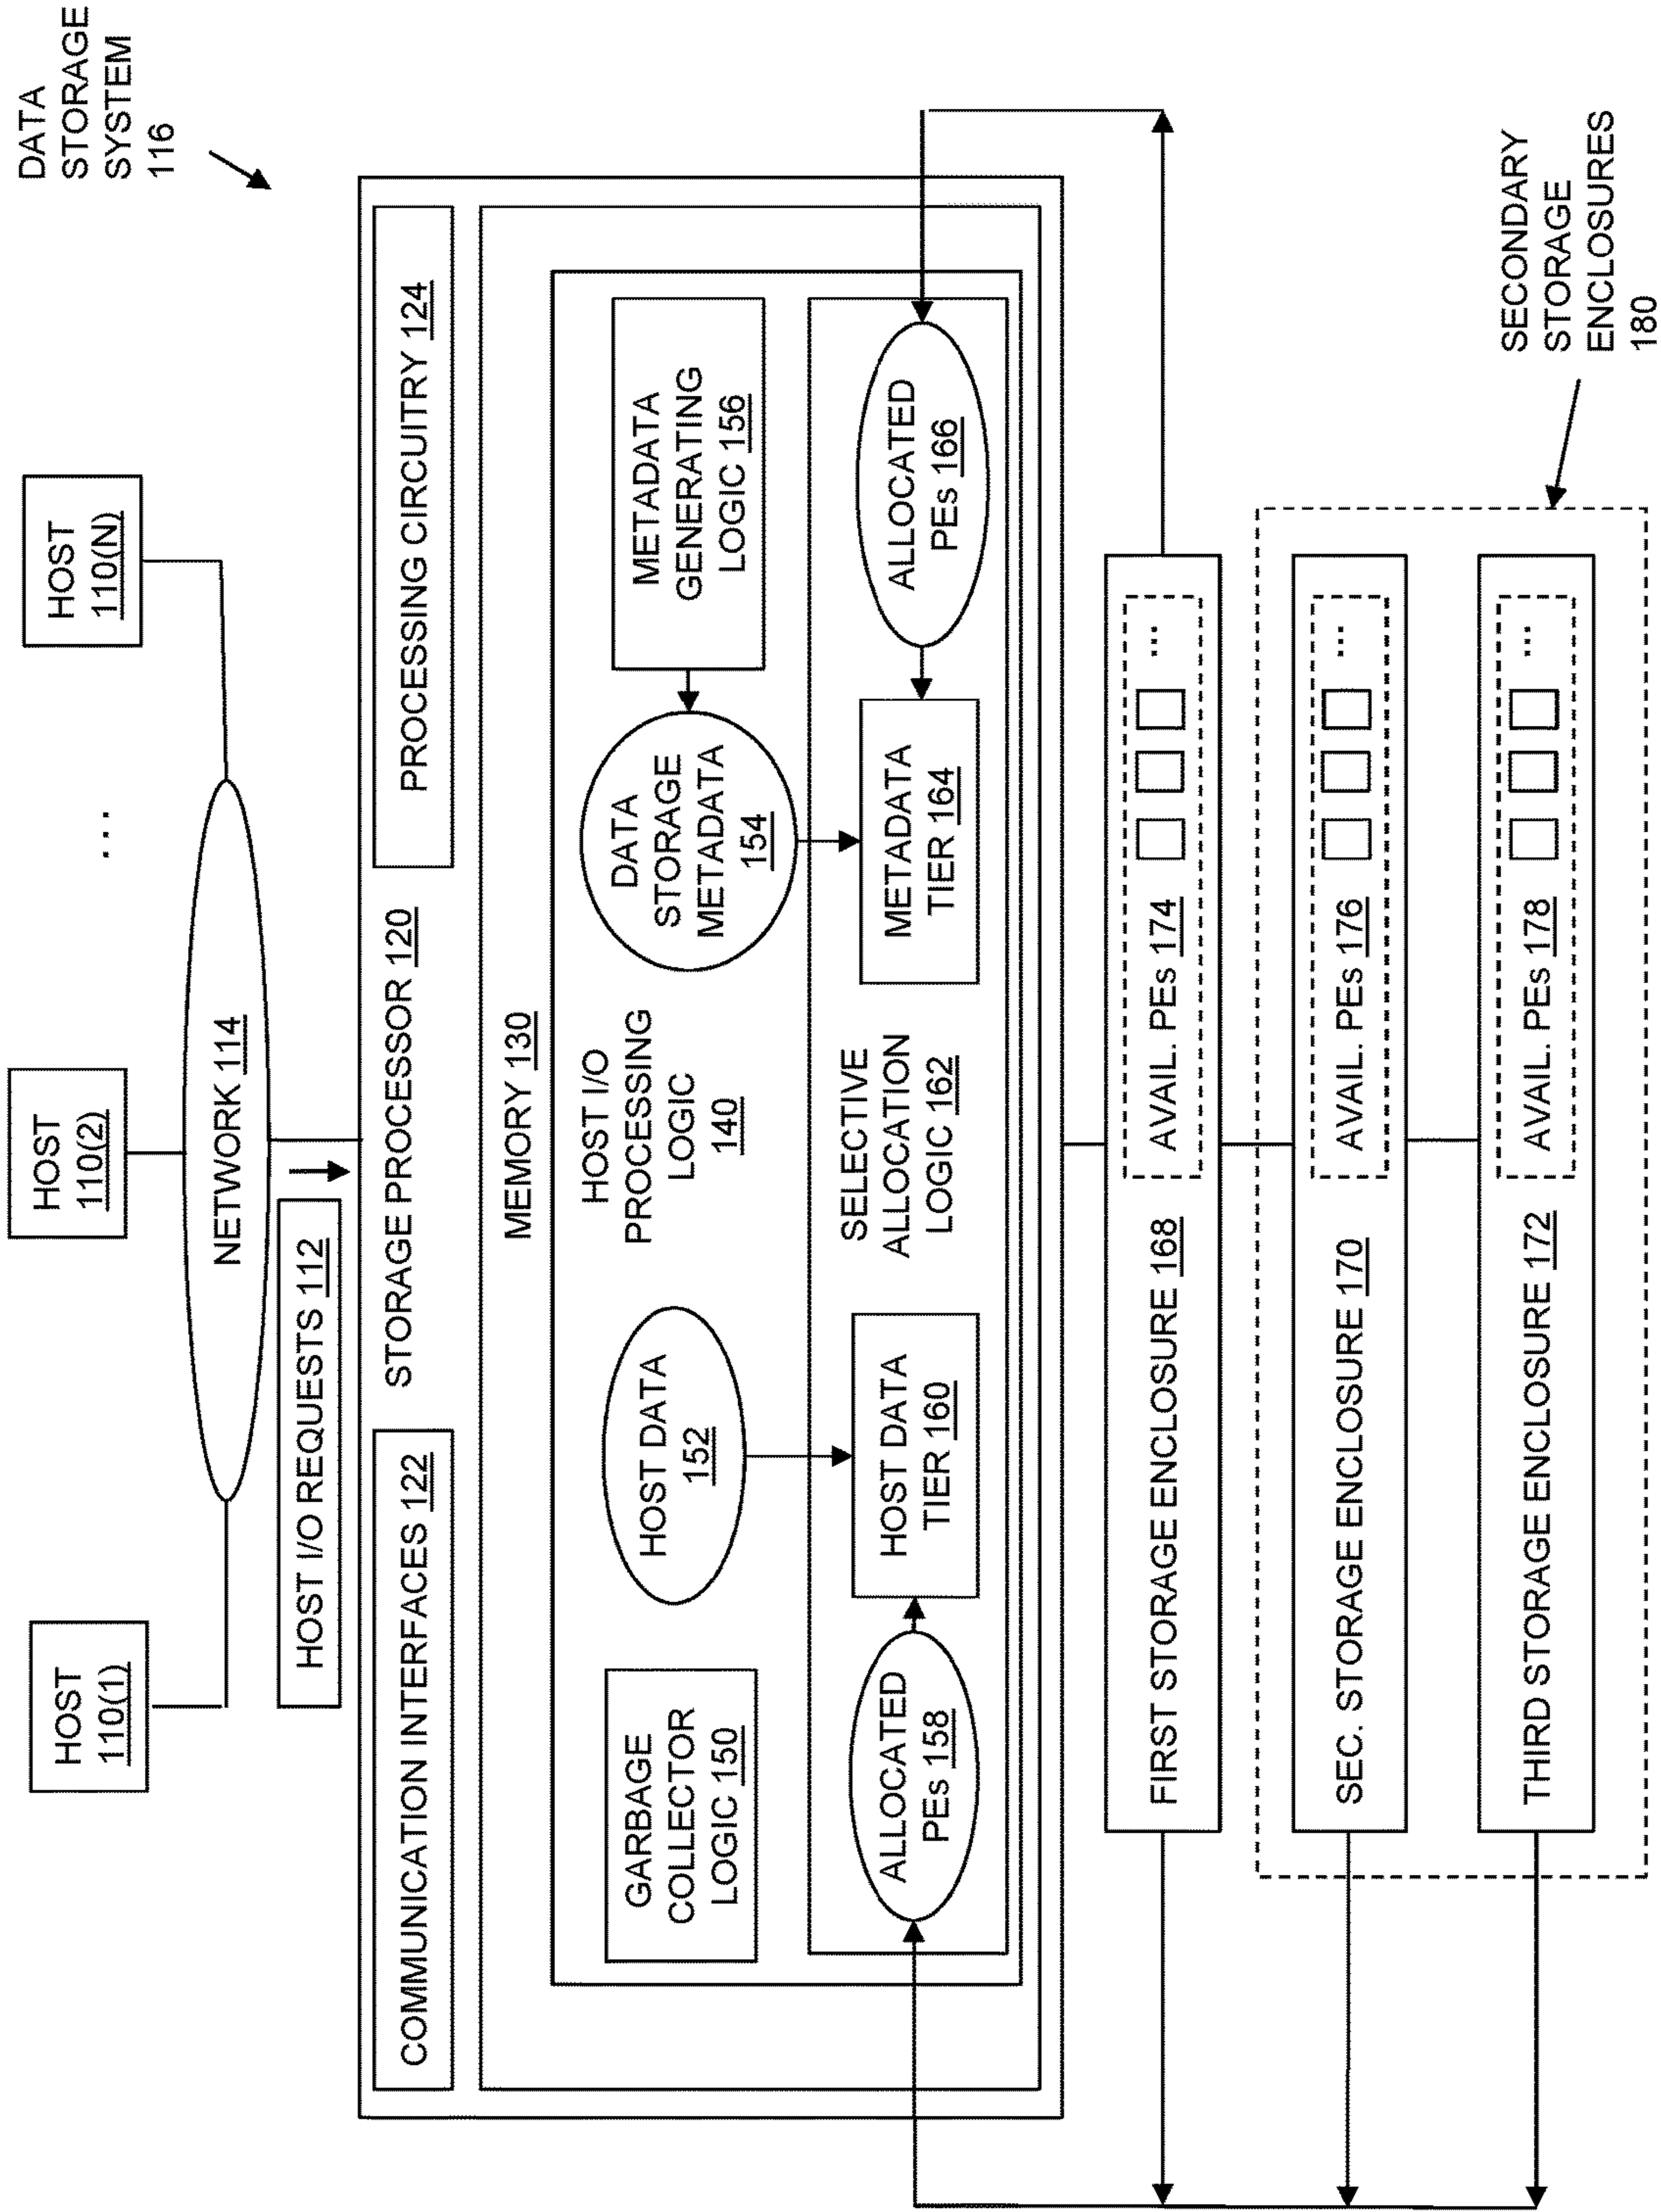 DATA
STORAGE
SYSTEM
116
HOST
110(1)
HOST
110(2)
...
HOST
110(N)
NETWORK 114
HOST I/O REQUESTS 112
COMMUNICATION INTERFACES 122
STORAGE PROCESSOR 120
PROCESSING CIRCUITRY 124
MEMORY 130
GARBAGE
COLLECTOR
LOGIC 150
HOST DATA
152
HOST I/O
PROCESSING
LOGIC
140
DATA
STORAGE
METADATA
154
METADATA
GENERATING
LOGIC 156
ALLOCATED
PEs 158
HOST DATA
TIER 160
SELECTIVE
ALLOCATION
LOGIC 162
METADATA
TIER 164
ALLOCATED
PEs 166
FIRST STORAGE ENCLOSURE 168
AVAIL. PEs 174
...
SEC. STORAGE ENCLOSURE 170
AVAIL. PEs 176
...
THIRD STORAGE ENCLOSURE 172
AVAIL. PEs 178
...
SECONDARY
STORAGE
ENCLOSURES
180